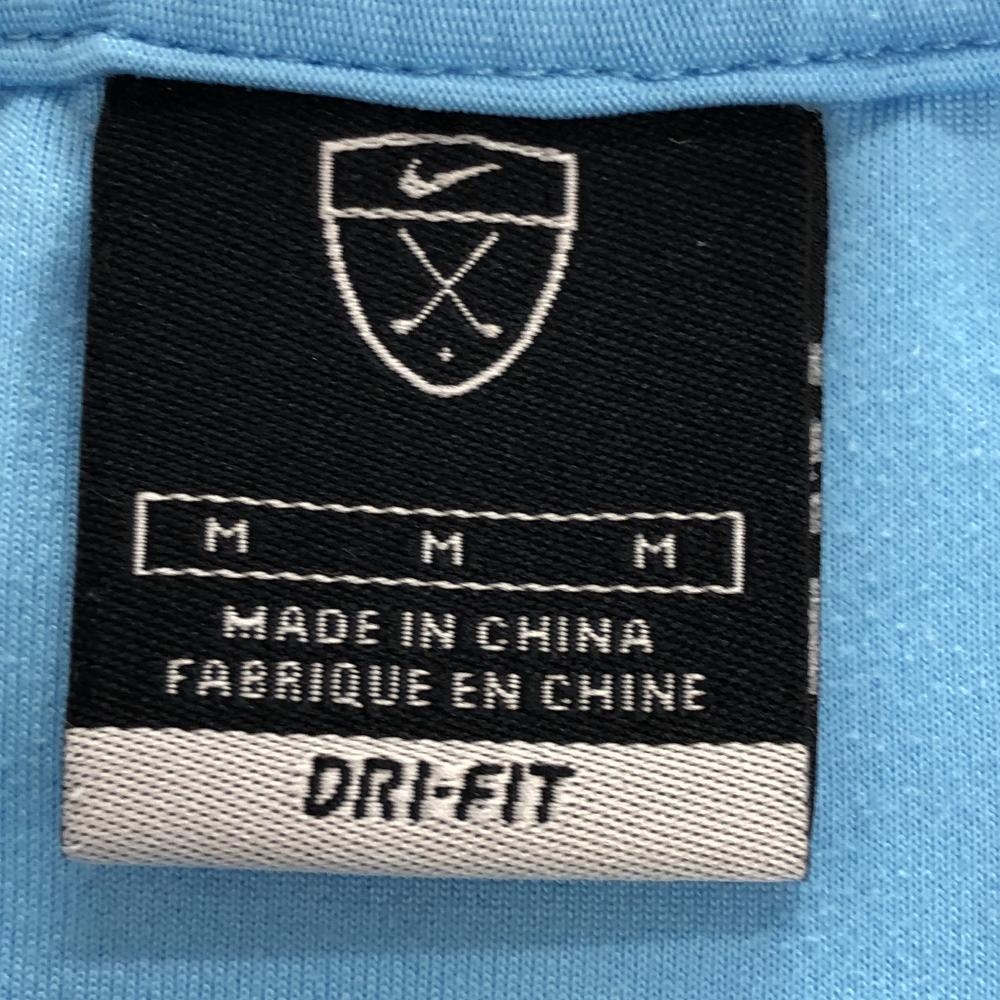 M M M
MADE IN CHINA
FABRIQUE EN CHINE
DRI-FIT